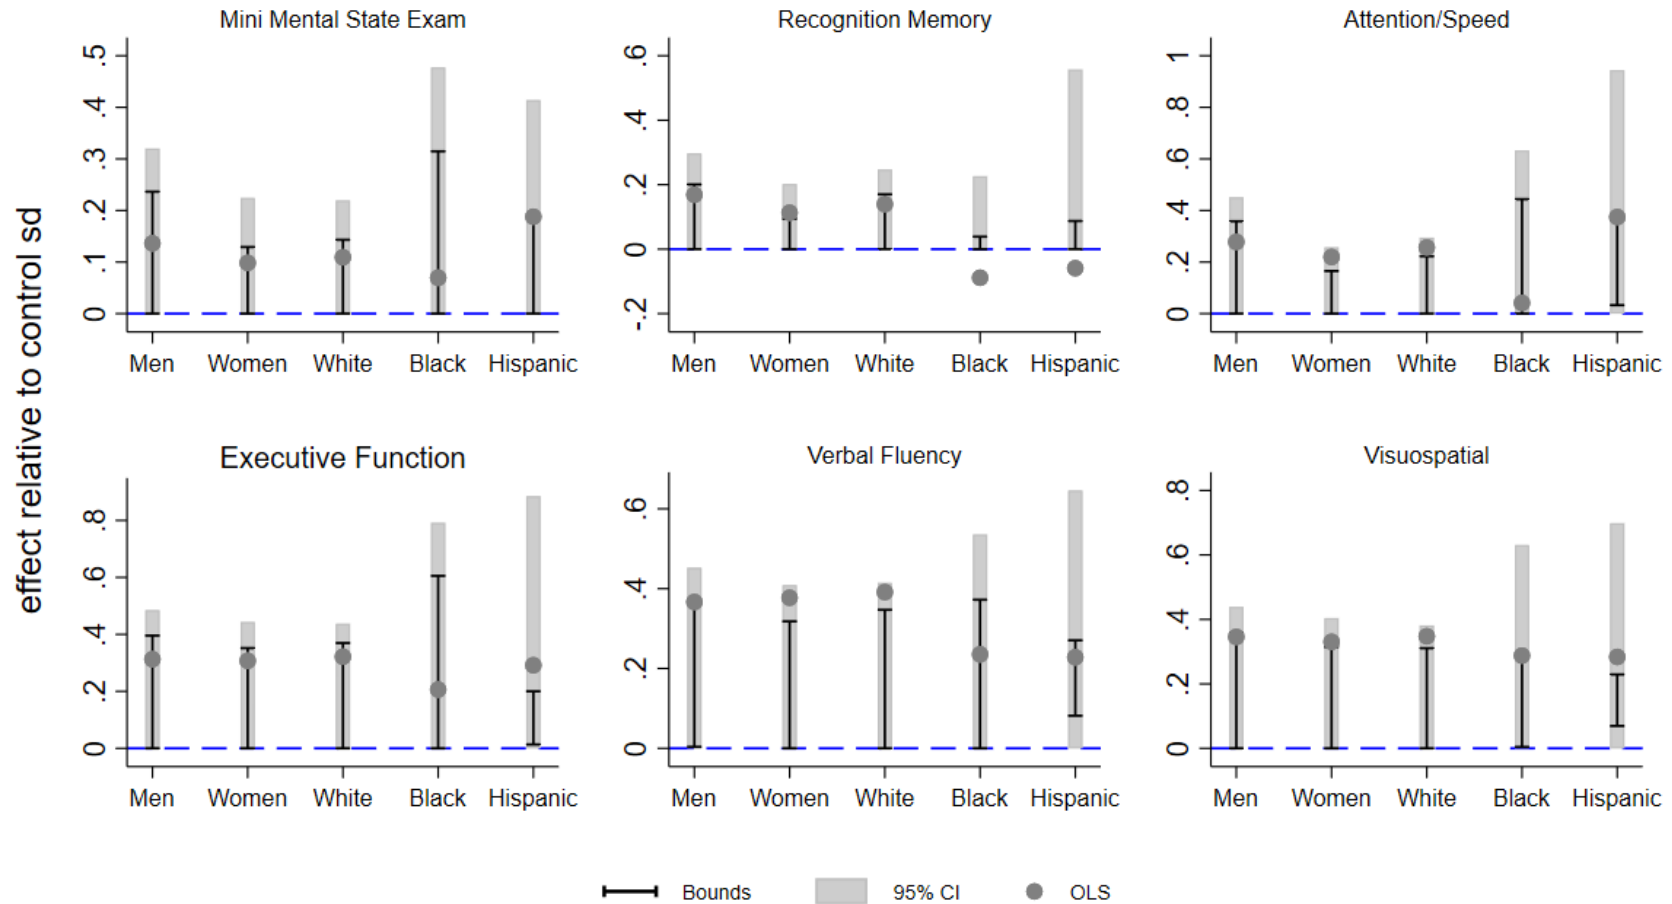 effect relative to control sd
Mini Mental State Exam
.5
.4
.3
.2
.1
0
Men Women White Black Hispanic
Recognition Memory
.6
.4
.2
0
-.2
Men Women White Black Hispanic
Attention/Speed
1
.8
.6
.4
.2
0
Men Women White Black Hispanic
Executive Function
.8
.6
.4
.2
0
Men Women White Black Hispanic
Verbal Fluency
.6
.4
.2
0
Men Women White Black Hispanic
Visuospatial
.8
.6
.4
.2
0
Men Women White Black Hispanic
Bounds 95% CI OLS